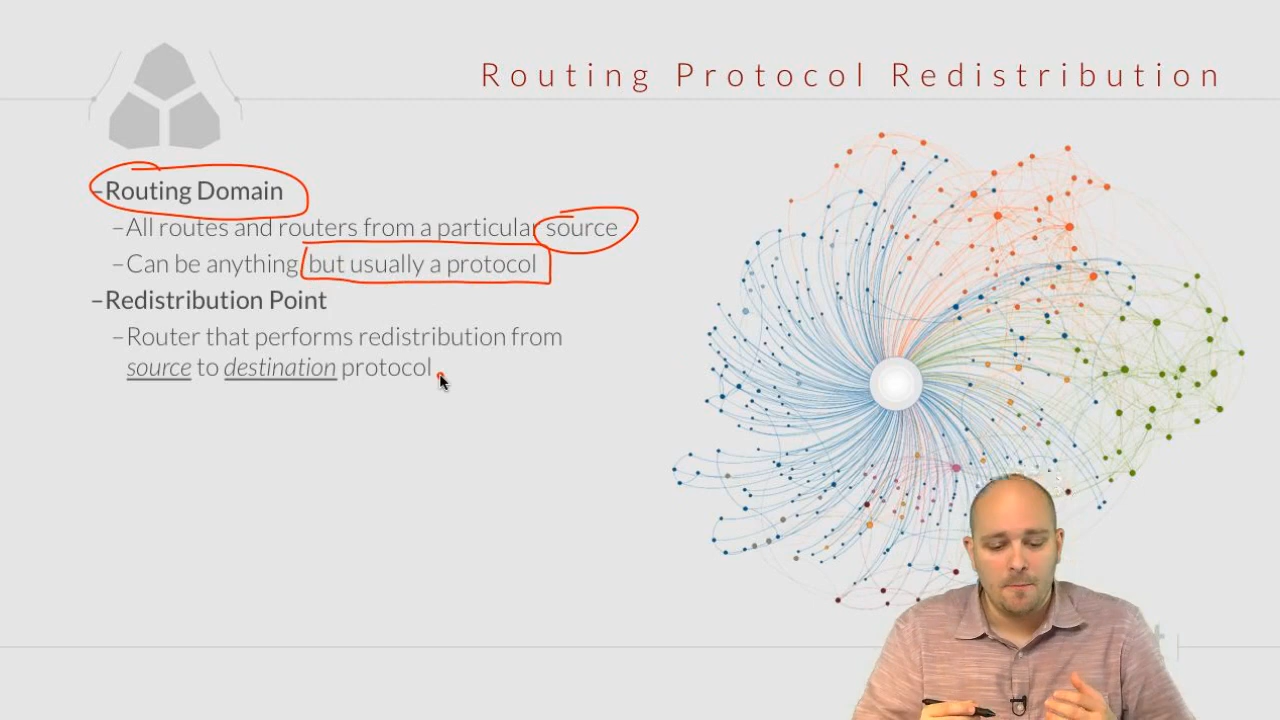 Routing Protocol Redistribution
–Routing Domain
–All routes and routers from a particular source
–Can be anything but usually a protocol
–Redistribution Point
–Router that performs redistribution from
source to destination protocol